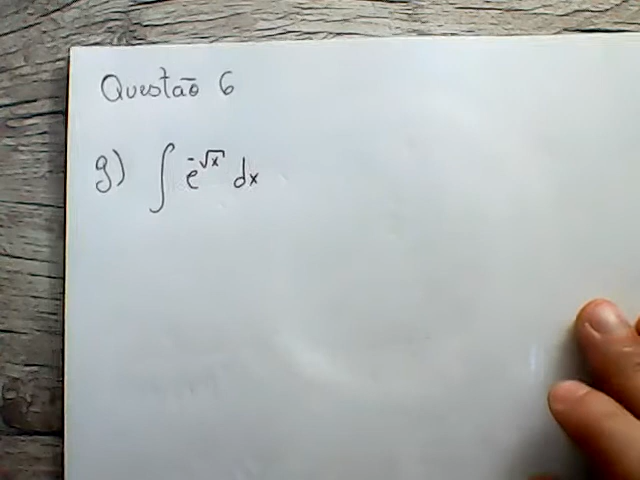 Questão 6
g) ∫ e^{-√x} dx